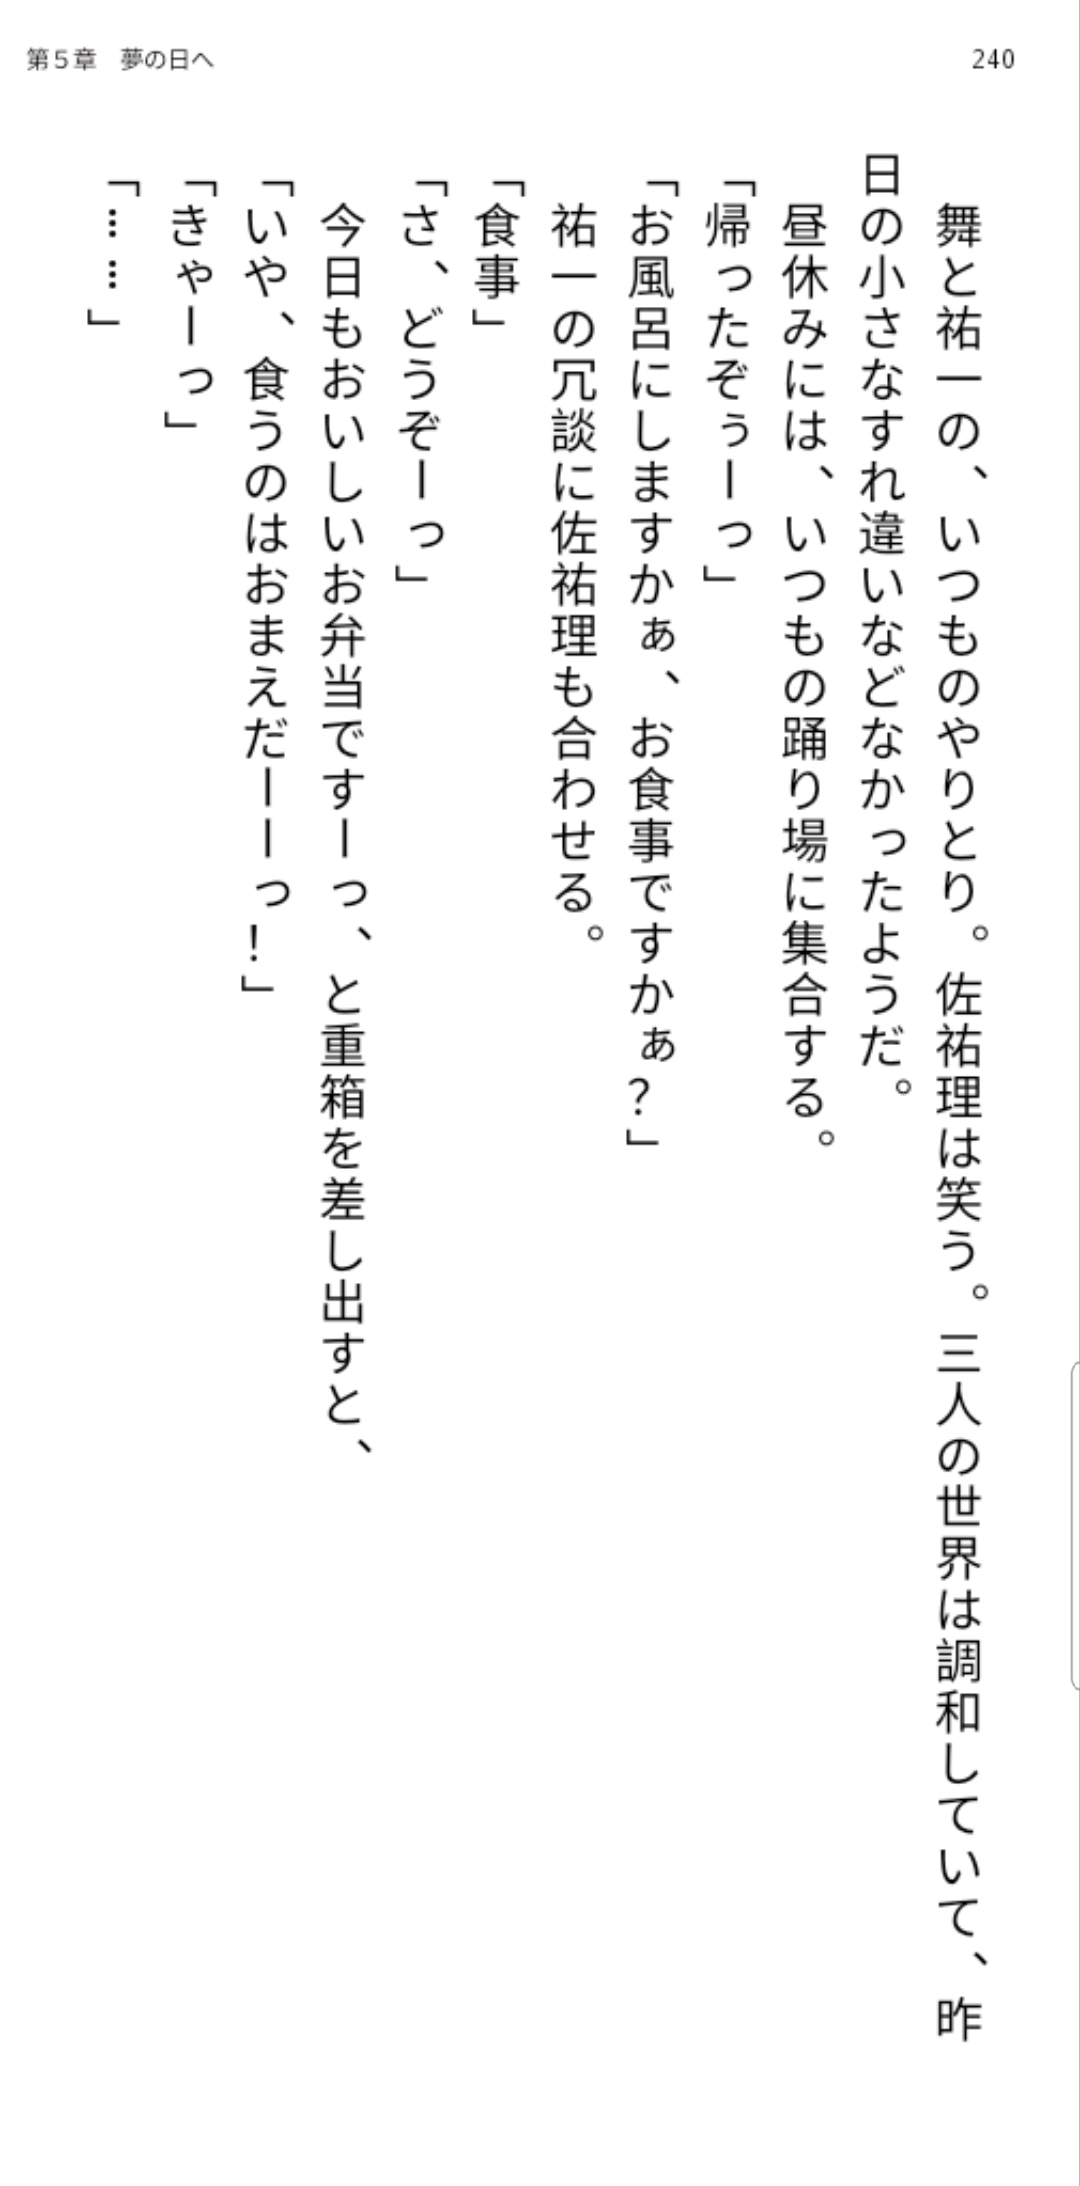 第５章　夢の日へ
240
　舞と祐一の、いつものやりとり。佐祐理は笑う。三人の世界は調和していて、昨
日の小さなすれ違いなどなかったようだ。
　昼休みには、いつもの踊り場に集合する。
「帰ったぞぅーっ」
「お風呂にしますかぁ、お食事ですかぁ？」
　祐一の冗談に佐祐理も合わせる。
「食事」
「さ、どうぞーっ」
　今日もおいしいお弁当ですーっ、と重箱を差し出すと、
「いや、食うのはおまえだーーっ！」
「きゃーっ」
「……」